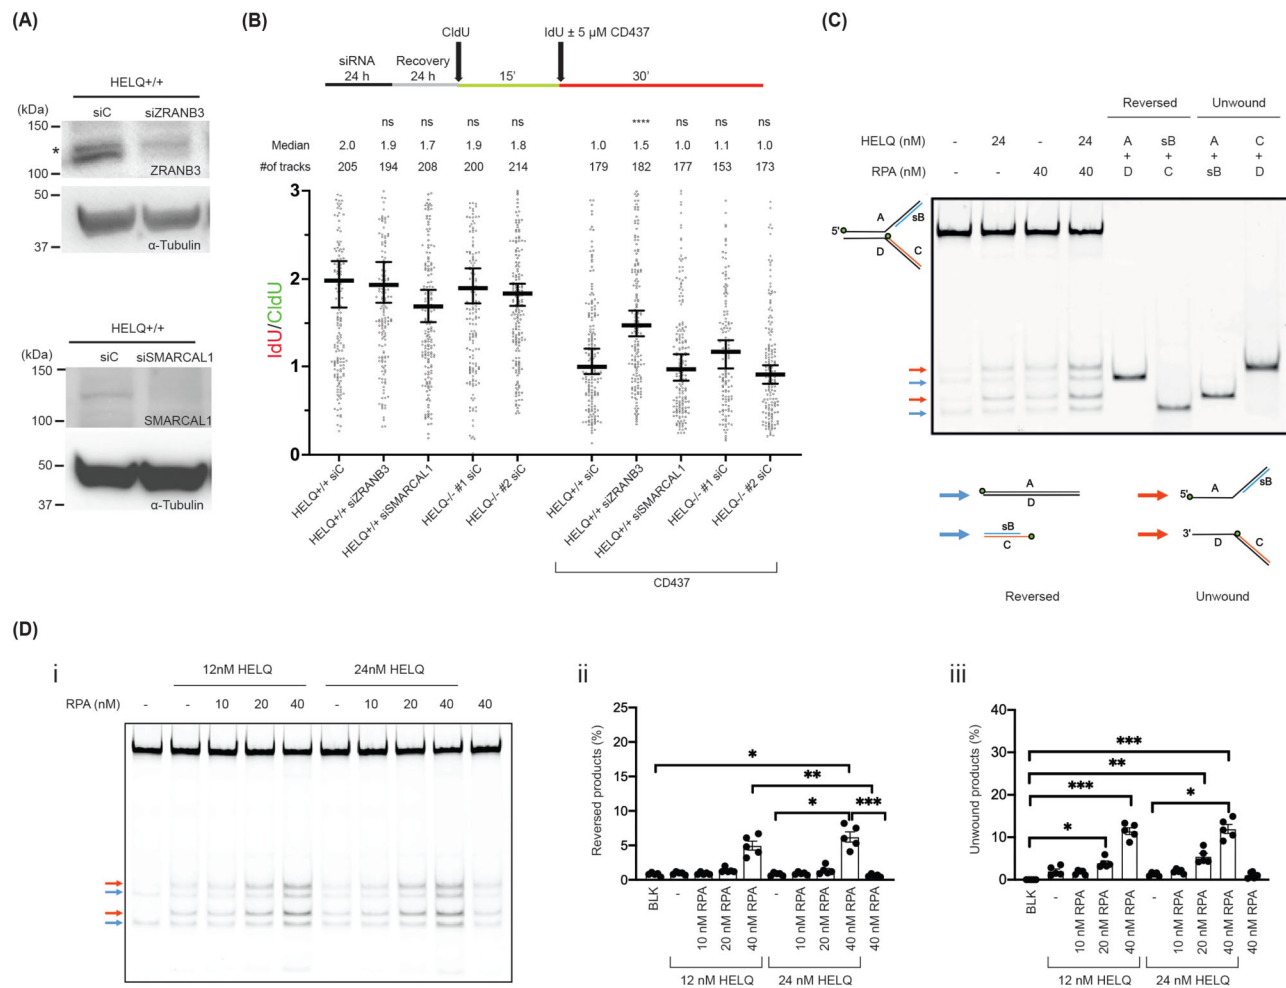 (A)
HELQ+/+
(kDa)
siC
siZRANB3
150
*
100
ZRANB3
50
37
α-Tubulin
HELQ+/+
(kDa)
siC
siSMARCAL1
150
100
SMARCAL1
50
37
α-Tubulin
(B)
CldU
IdU ± 5 μM CD437
siRNA
24 h
Recovery
24 h
15'
30'
ns ns ns ns **** ns ns ns
Median 2.0 1.9 1.7 1.9 1.8 1.0 1.5 1.0 1.1 1.0
#of tracks 205 194 208 200 214 179 182 177 153 173
IdU/CldU
3
2
1
0
HELQ+/+ siC
HELQ+/+ siZRANB3
HELQ+/+ siSMARCAL1
HELQ-/- #1 siC
HELQ-/- #2 siC
HELQ+/+ siC
HELQ+/+ siZRANB3
HELQ+/+ siSMARCAL1
HELQ-/- #1 siC
HELQ-/- #2 siC
CD437
(C)
Reversed Unwound
HELQ (nM) - 24 - 24 A sB A C
+ + + +
RPA (nM) - - 40 40 D C sB D
A
sB
5'
D
C
A
D
sB
C
Reversed
5'
A
sB
3'
D
C
Unwound
(D)
i
12nM HELQ 24nM HELQ
RPA (nM) - - 10 20 40 - 10 20 40 40
ii
Reversed products (%)
25
20
15
10
5
0
*
**
*
***
BLK
-
10 nM RPA
20 nM RPA
40 nM RPA
-
10 nM RPA
20 nM RPA
40 nM RPA
40 nM RPA
12 nM HELQ
24 nM HELQ
iii
Unwound products (%)
40
30
20
10
0
***
**
***
*
*
BLK
-
10 nM RPA
20 nM RPA
40 nM RPA
-
10 nM RPA
20 nM RPA
40 nM RPA
40 nM RPA
12 nM HELQ
24 nM HELQ